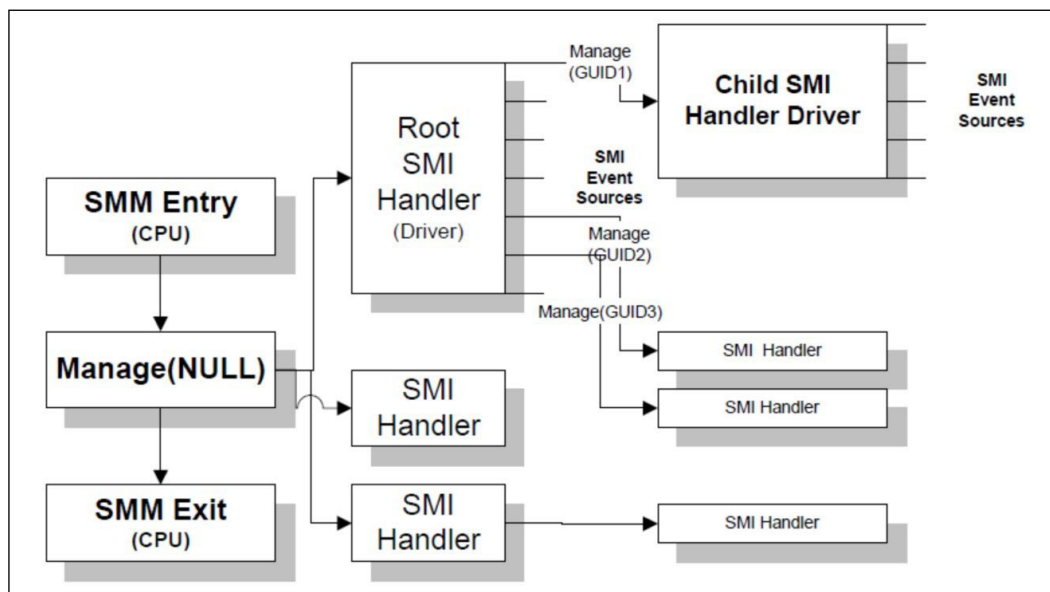 SMM Entry
(CPU)
Manage(NULL)
SMM Exit
(CPU)
Root
SMI
Handler
(Driver)
SMI
Handler
SMI
Handler
Manage
(GUID1)
SMI
Event
Sources
Manage
(GUID2)
Manage(GUID3)
Child SMI
Handler Driver
SMI
Event
Sources
SMI Handler
SMI Handler
SMI Handler